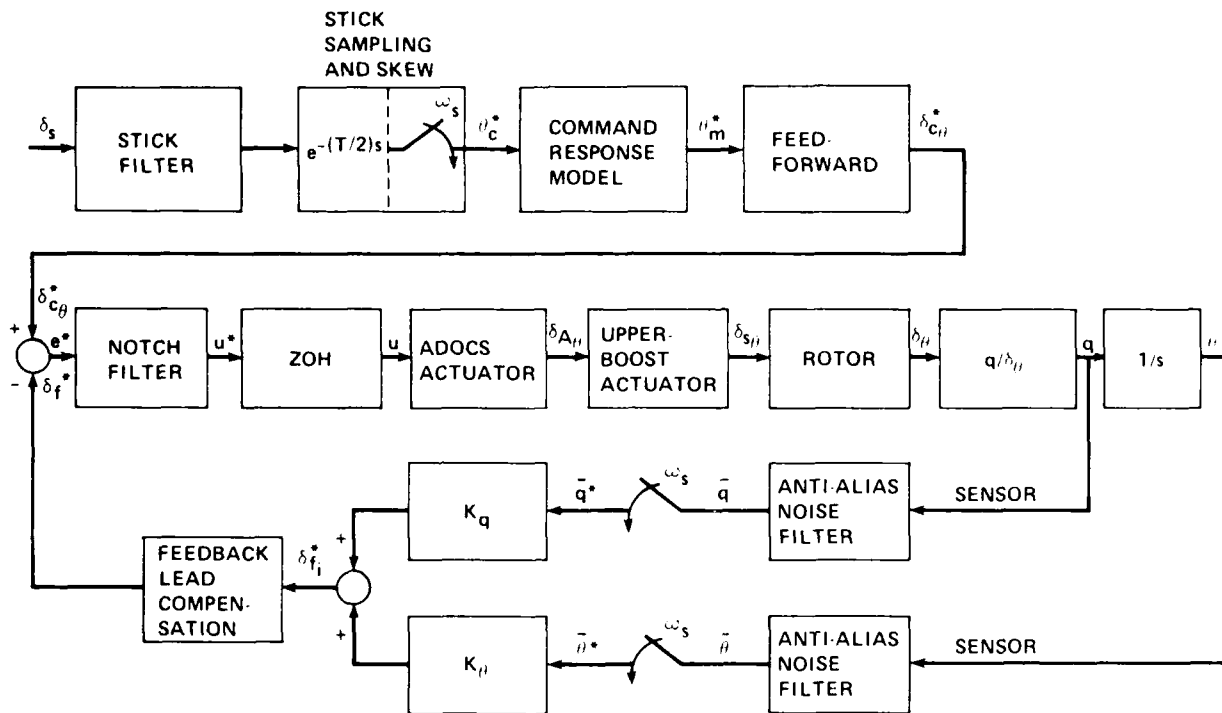 STICK
SAMPLING
AND SKEW
δs
STICK
FILTER
e-(T/2)s
ωs
θc*
COMMAND
RESPONSE
MODEL
θm*
FEED-
FORWARD
δcθ*
δcθ*
+
e*
-
δf*
NOTCH
FILTER
u*
ZOH
u
ADOCS
ACTUATOR
δAθ
UPPER-
BOOST
ACTUATOR
δsθ
ROTOR
δθ
q/δθ
q
1/s
θ
Kq
q̄*
ωs
q̄
ANTI-ALIAS
NOISE
FILTER
SENSOR
FEEDBACK
LEAD
COMPEN-
SATION
δfi*
+
+
Kθ
θ̄*
ωs
θ̄
ANTI-ALIAS
NOISE
FILTER
SENSOR